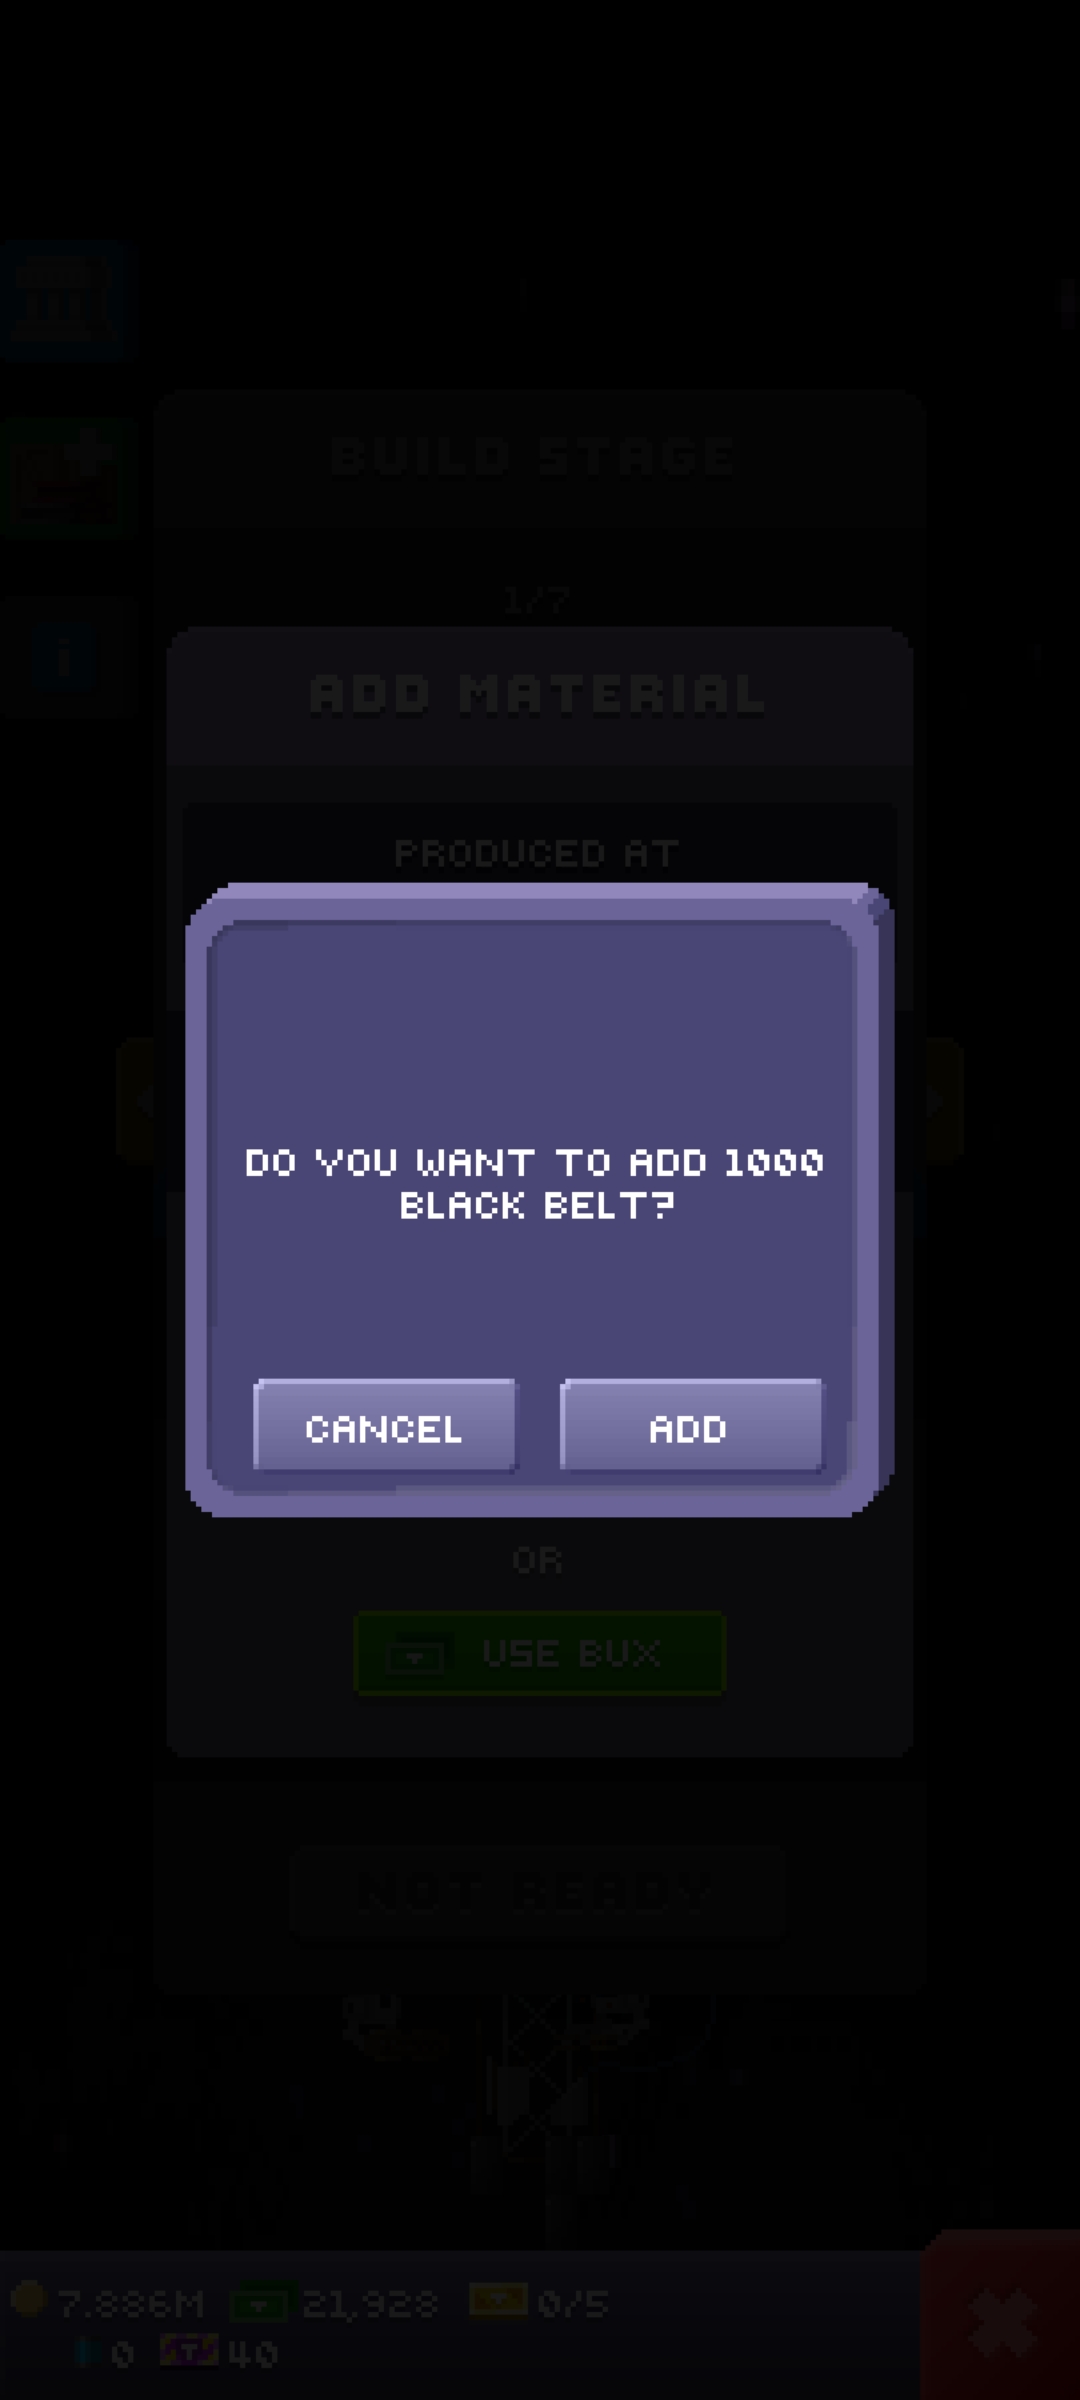 BUILD STAGE
1/7
ADD MATERIAL
PRODUCED AT
DO YOU WANT TO ADD 1000
BLACK BELT?
CANCEL
ADD
OR
USE BUX
NOT READY
7.886M
21,928
0/5
0
40